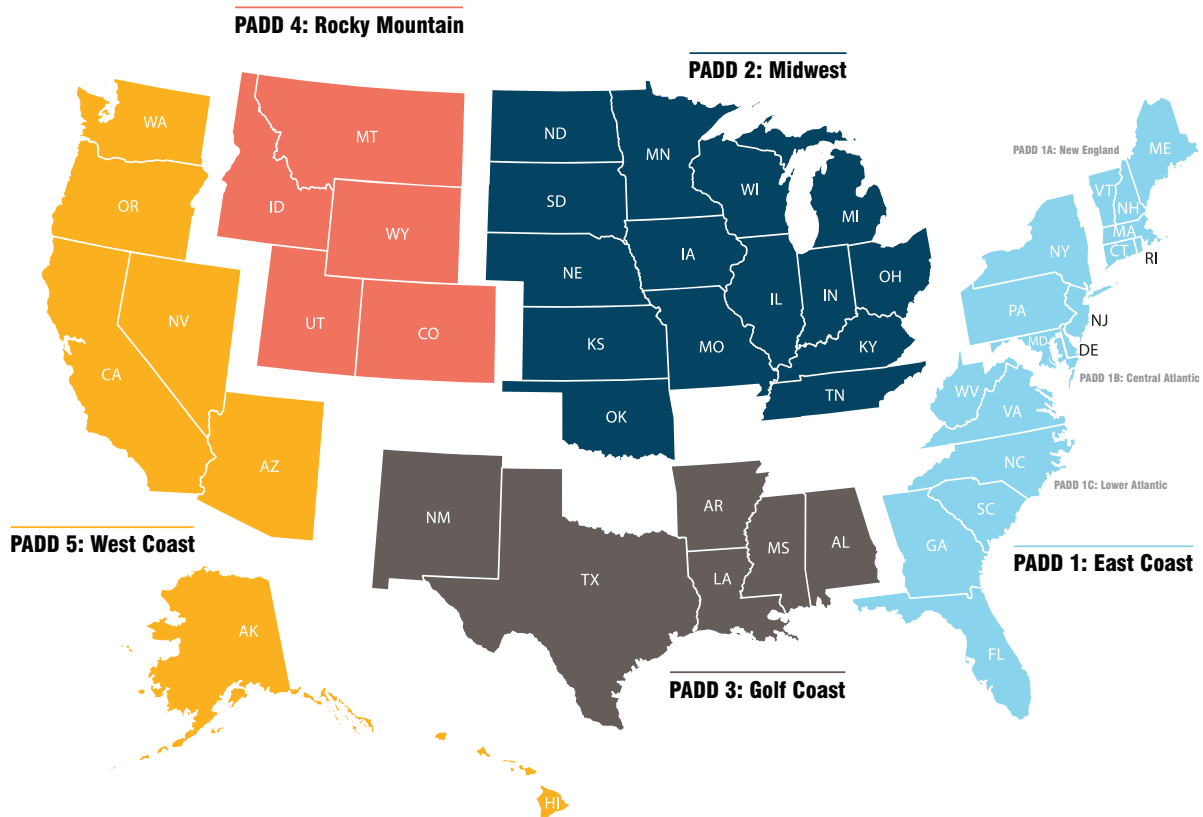 PADD 4: Rocky Mountain
PADD 2: Midwest
WA
MT
ND
MN
PADD 1A: New England
ME
OR
ID
WY
SD
WI
MI
VT
NH
MA
CT
RI
NY
NE
IA
IL
IN
OH
PA
NJ
NV
UT
CO
KS
MO
KY
MD
DE
PADD 1B: Central Atlantic
CA
OK
TN
WV
VA
AZ
NC
PADD 1C: Lower Atlantic
NM
AR
SC
PADD 5: West Coast
TX
LA
MS
AL
GA
PADD 1: East Coast
AK
FL
PADD 3: Golf Coast
HI